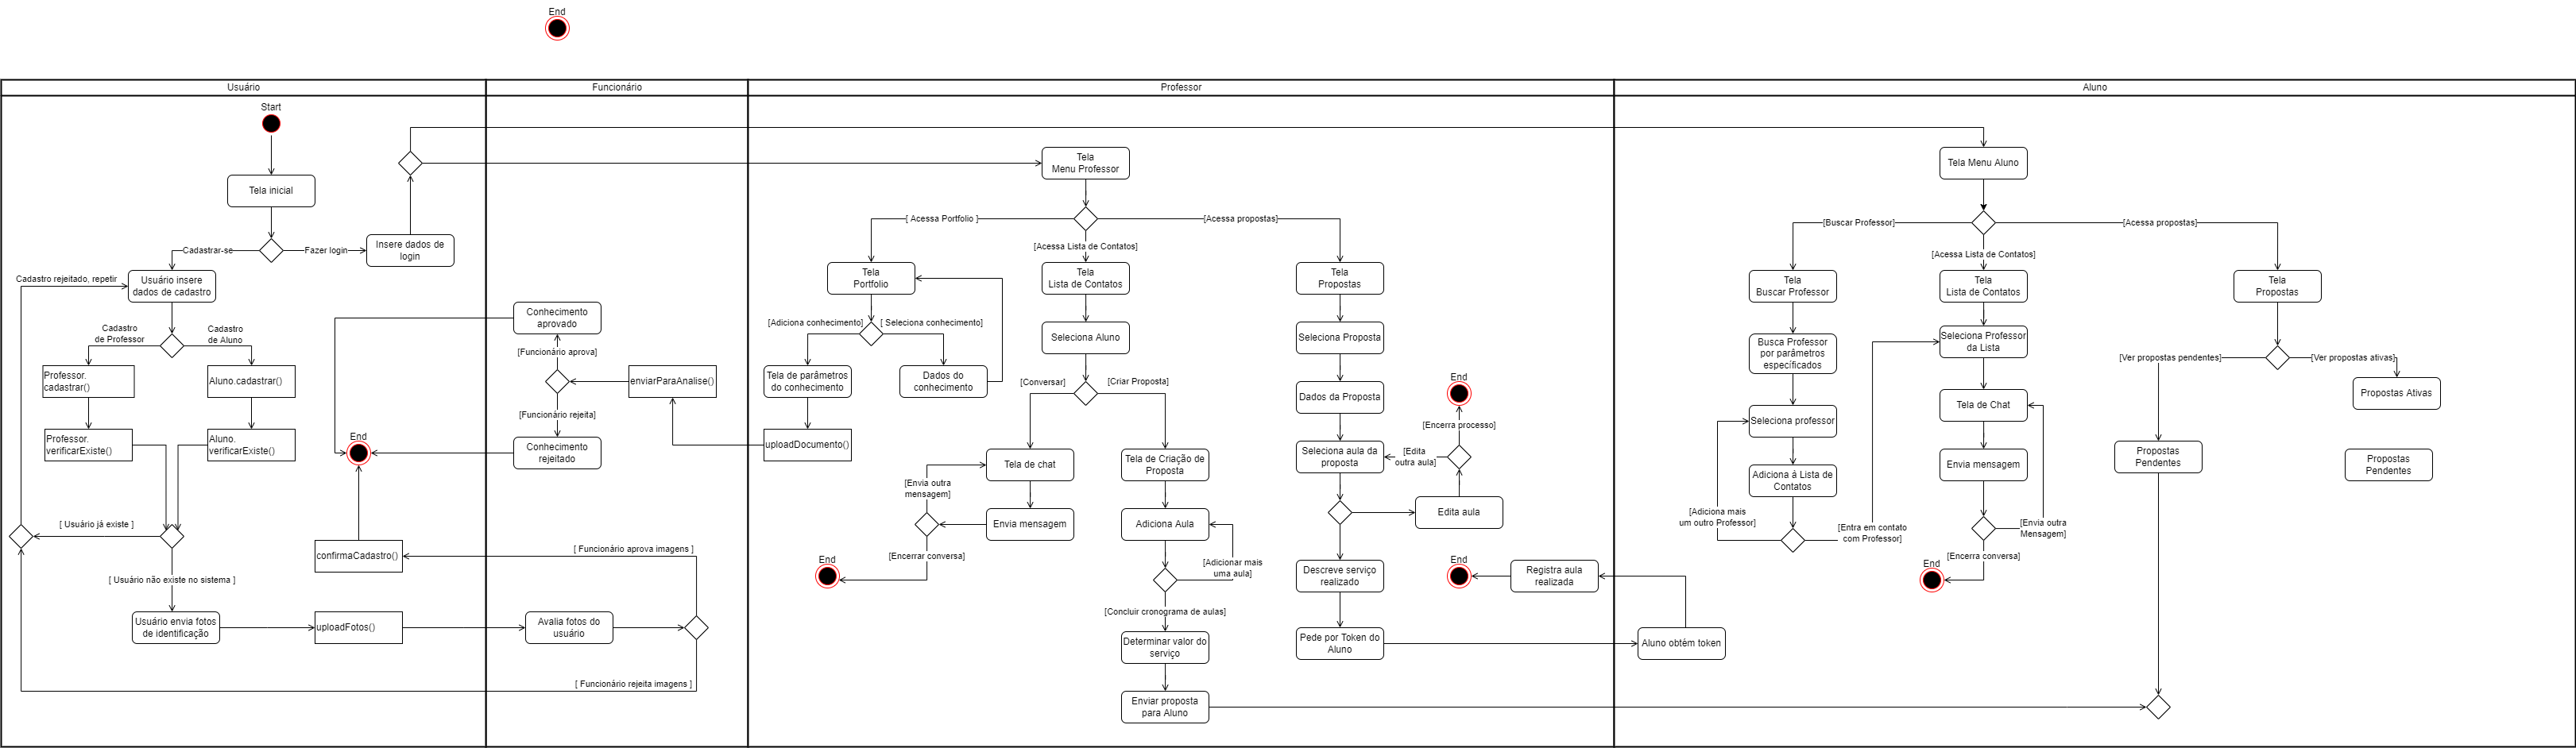 End
Usuário
Funcionário
Professor
Aluno
Start
Tela inicial
Cadastrar-se
Fazer login
Insere dados de
login
Cadastro rejeitado, repetir
Usuário insere
dados de cadastro
Cadastro
de Professor
Cadastro
de Aluno
Professor.
cadastrar()
Aluno.cadastrar()
Professor.
verificarExiste()
Aluno.
verificarExiste()
End
[ Usuário já existe ]
[ Usuário não existe no sistema ]
confirmaCadastro()
Usuário envia fotos
de identificação
uploadFotos()
Conhecimento
aprovado
[Funcionário aprova]
enviarParaAnalise()
[Funcionário rejeita]
Conhecimento
rejeitado
[ Funcionário aprova imagens ]
Avalia fotos do
usuário
[ Funcionário rejeita imagens ]
Tela
Menu Professor
[ Acessa Portfolio ]
[Acessa propostas]
[Acessa Lista de Contatos]
Tela
Portfolio
Tela
Lista de Contatos
Tela
Propostas
[Adiciona conhecimento]
[ Seleciona conhecimento]
Seleciona Aluno
Seleciona Proposta
Tela de parâmetros
do conhecimento
Dados do
conhecimento
[Conversar]
[Criar Proposta]
Dados da Proposta
End
[Encerra processo]
uploadDocumento()
Tela de chat
Tela de Criação de
Proposta
Seleciona aula da
proposta
[Edita
outra aula]
[Envia outra
mensagem]
Envia mensagem
Adiciona Aula
Edita aula
[Encerrar conversa]
End
[Adicionar mais
uma aula]
Descreve serviço
realizado
End
Registra aula
realizada
[Concluir cronograma de aulas]
Determinar valor do
serviço
Pede por Token do
Aluno
Enviar proposta
para Aluno
Tela Menu Aluno
[Buscar Professor]
[Acessa propostas]
[Acessa Lista de Contatos]
Tela
Buscar Professor
Tela
Lista de Contatos
Tela
Propostas
Busca Professor
por parâmetros
específicados
Seleciona Professor
da Lista
[Ver propostas pendentes]
[Ver propostas ativas]
Propostas Ativas
Seleciona professor
Tela de Chat
Propostas
Pendentes
Propostas
Pendentes
Adiciona à Lista de
Contatos
Envia mensagem
[Adiciona mais
um outro Professor]
[Entra em contato
com Professor]
[Envia outra
Mensagem]
[Encerra conversa]
End
Aluno obtém token